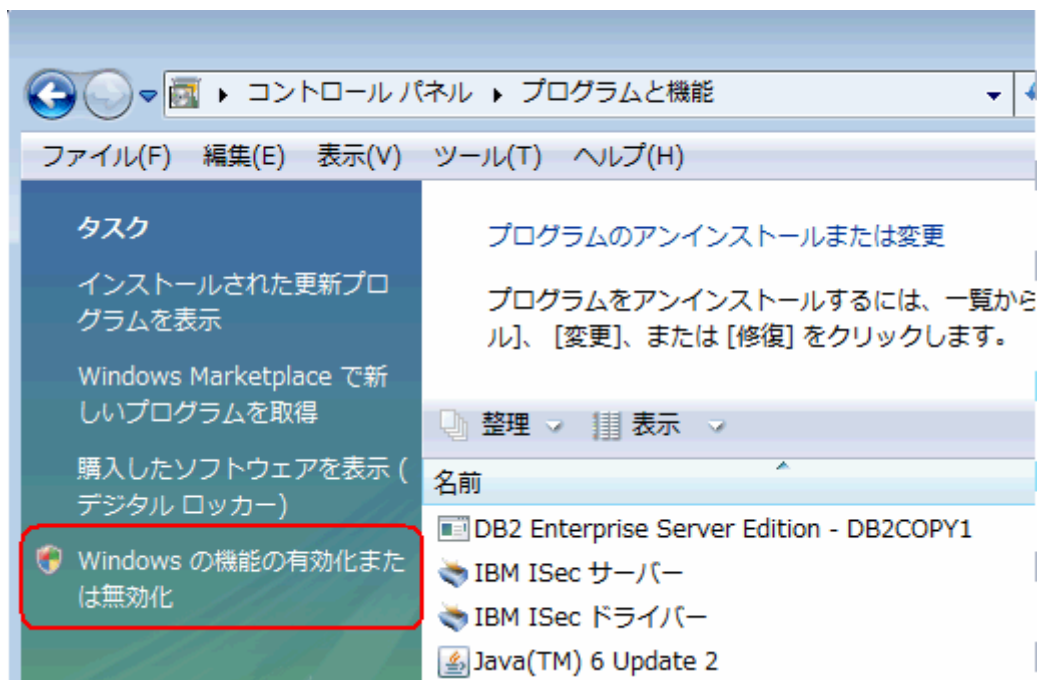 コントロール パネル ▸ プログラムと機能
ファイル(F) 編集(E) 表示(V) ツール(T) ヘルプ(H)
タスク
インストールされた更新プロ
グラムを表示
Windows Marketplace で新
しいプログラムを取得
購入したソフトウェアを表示 (
デジタル ロッカー)
Windows の機能の有効化また
は無効化
プログラムのアンインストールまたは変更
プログラムをアンインストールするには、一覧から
ル]、 [変更]、または [修復] をクリックします。
整理 表示
名前
DB2 Enterprise Server Edition - DB2COPY1
IBM ISec サーバー
IBM ISec ドライバー
Java(TM) 6 Update 2